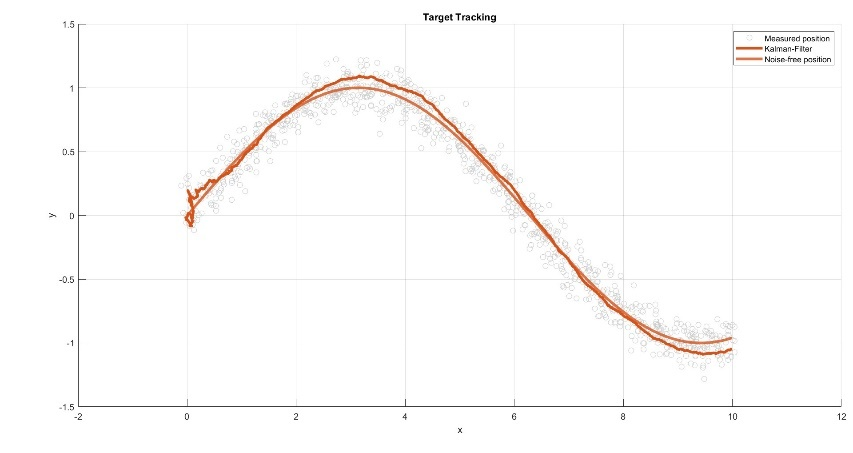 Target Tracking
Measured position
Kalman-Filter
Noise-free position
1.5
1
0.5
0
-0.5
-1
-1.5
y
-2
0
2
4
6
8
10
12
x